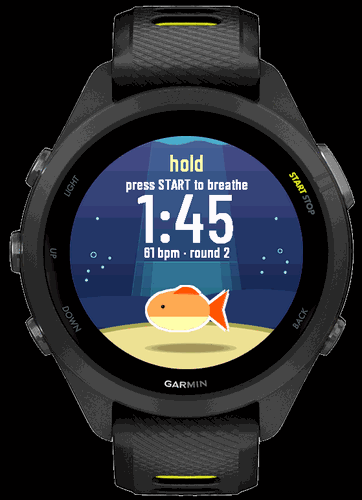 hold
press START to breathe
1:45
61 bpm · round 2
LIGHT
START STOP
UP
DOWN
BACK
GARMIN